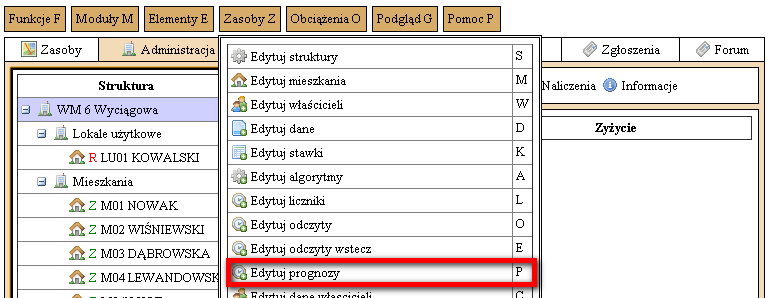 Funkcje F Moduły M Elementy E Zasoby Z Obciążenia O Podgląd G Pomoc P
Zasoby Administracja Zgłoszenia Forum
Struktura
WM 6 Wyciągowa
Lokale użytkowe
R LU01 KOWALSKI
Mieszkania
Z M01 NOWAK
Z M02 WIŚNIEWSKI
Z M03 DĄBROWSKA
Z M04 LEWANDOWSK
Edytuj struktury S
Edytuj mieszkania M
Edytuj właścicieli W
Edytuj dane D
Edytuj stawki K
Edytuj algorytmy A
Edytuj liczniki L
Edytuj odczyty O
Edytuj odczyty wstecz E
Edytuj prognozy P
Edytuj dane właścicieli C
Naliczenia Informacje
Zyżycie